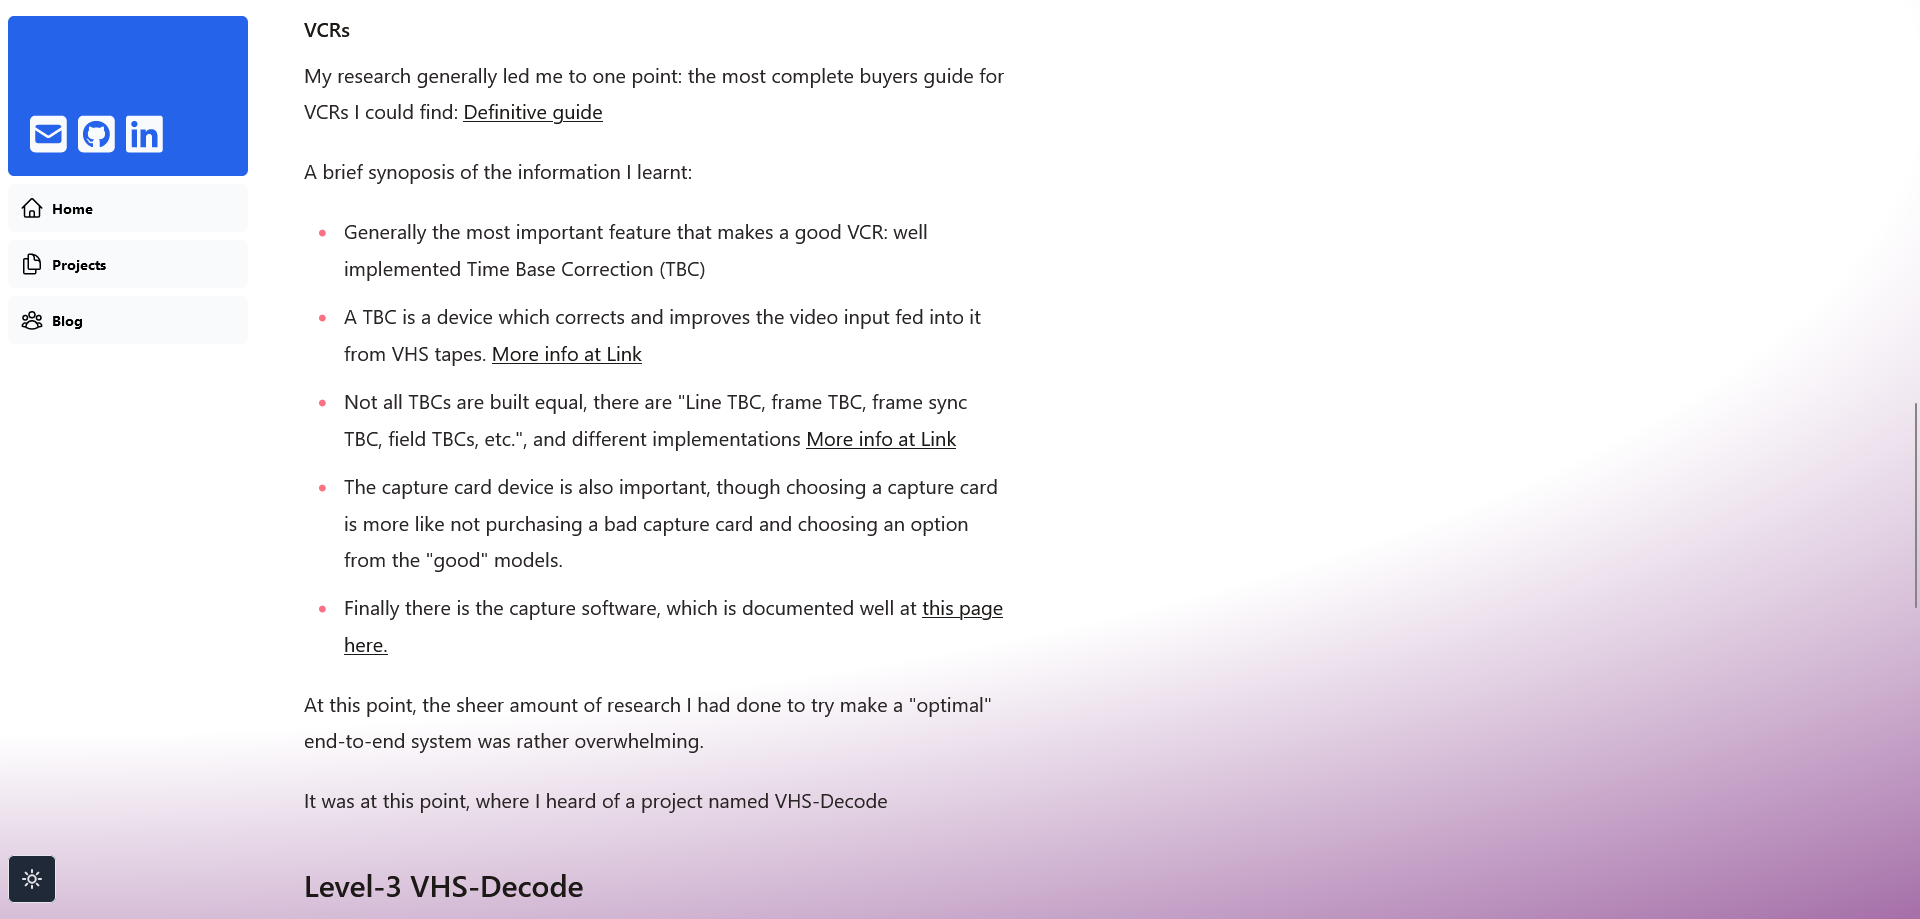 VCRs
My research generally led me to one point: the most complete buyers guide for
VCRs I could find: Definitive guide
A brief synoposis of the information I learnt:
Generally the most important feature that makes a good VCR: well
implemented Time Base Correction (TBC)
A TBC is a device which corrects and improves the video input fed into it
from VHS tapes. More info at Link
Not all TBCs are built equal, there are "Line TBC, frame TBC, frame sync
TBC, field TBCs, etc.", and different implementations More info at Link
The capture card device is also important, though choosing a capture card
is more like not purchasing a bad capture card and choosing an option
from the "good" models.
Finally there is the capture software, which is documented well at this page
here.
At this point, the sheer amount of research I had done to try make a "optimal"
end-to-end system was rather overwhelming.
It was at this point, where I heard of a project named VHS-Decode
Level-3 VHS-Decode
in
Home
Projects
Blog